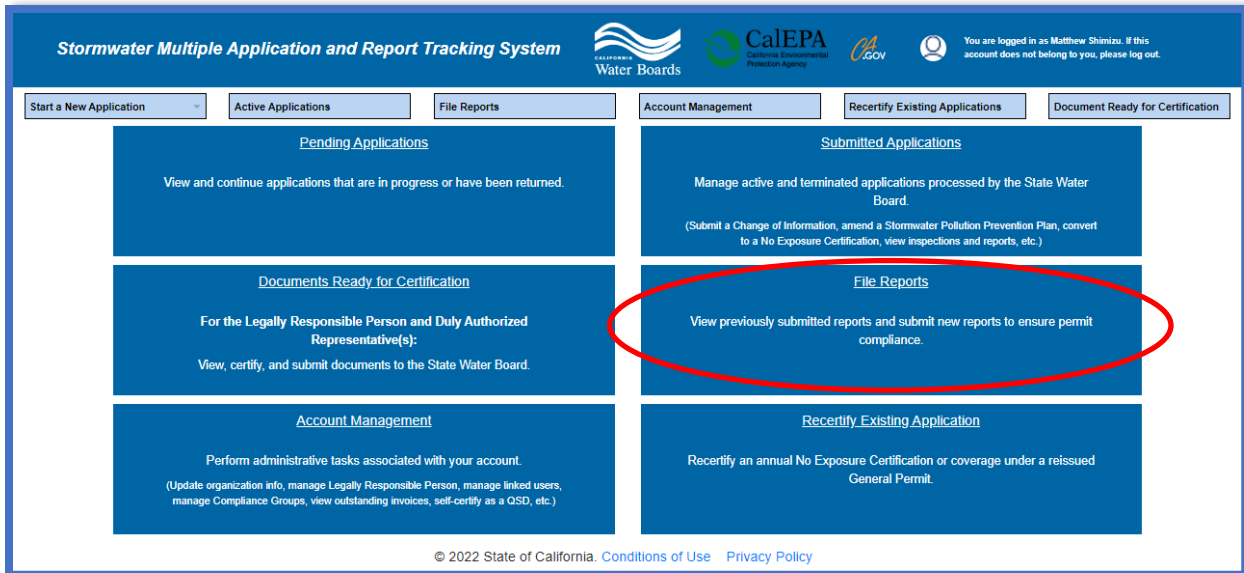 Stormwater Multiple Application and Report Tracking System
CALIFORNIA
Water Boards
CalEPA
California Environmental
Protection Agency
CA.GOV
You are logged in as Matthew Shimizu. If this
account does not belong to you, please log out.
Start a New Application
Active Applications
File Reports
Account Management
Recertify Existing Applications
Document Ready for Certification
Pending Applications
View and continue applications that are in progress or have been returned.
Submitted Applications
Manage active and terminated applications processed by the State Water
Board.
(Submit a Change of Information, amend a Stormwater Pollution Prevention Plan, convert
to a No Exposure Certification, view inspections and reports, etc.)
Documents Ready for Certification
For the Legally Responsible Person and Duly Authorized
Representative(s):
View, certify, and submit documents to the State Water Board.
File Reports
View previously submitted reports and submit new reports to ensure permit
compliance.
Account Management
Perform administrative tasks associated with your account.
(Update organization info, manage Legally Responsible Person, manage linked users,
manage Compliance Groups, view outstanding invoices, self-certify as a QSD, etc.)
Recertify Existing Application
Recertify an annual No Exposure Certification or coverage under a reissued
General Permit.
© 2022 State of California. Conditions of Use Privacy Policy